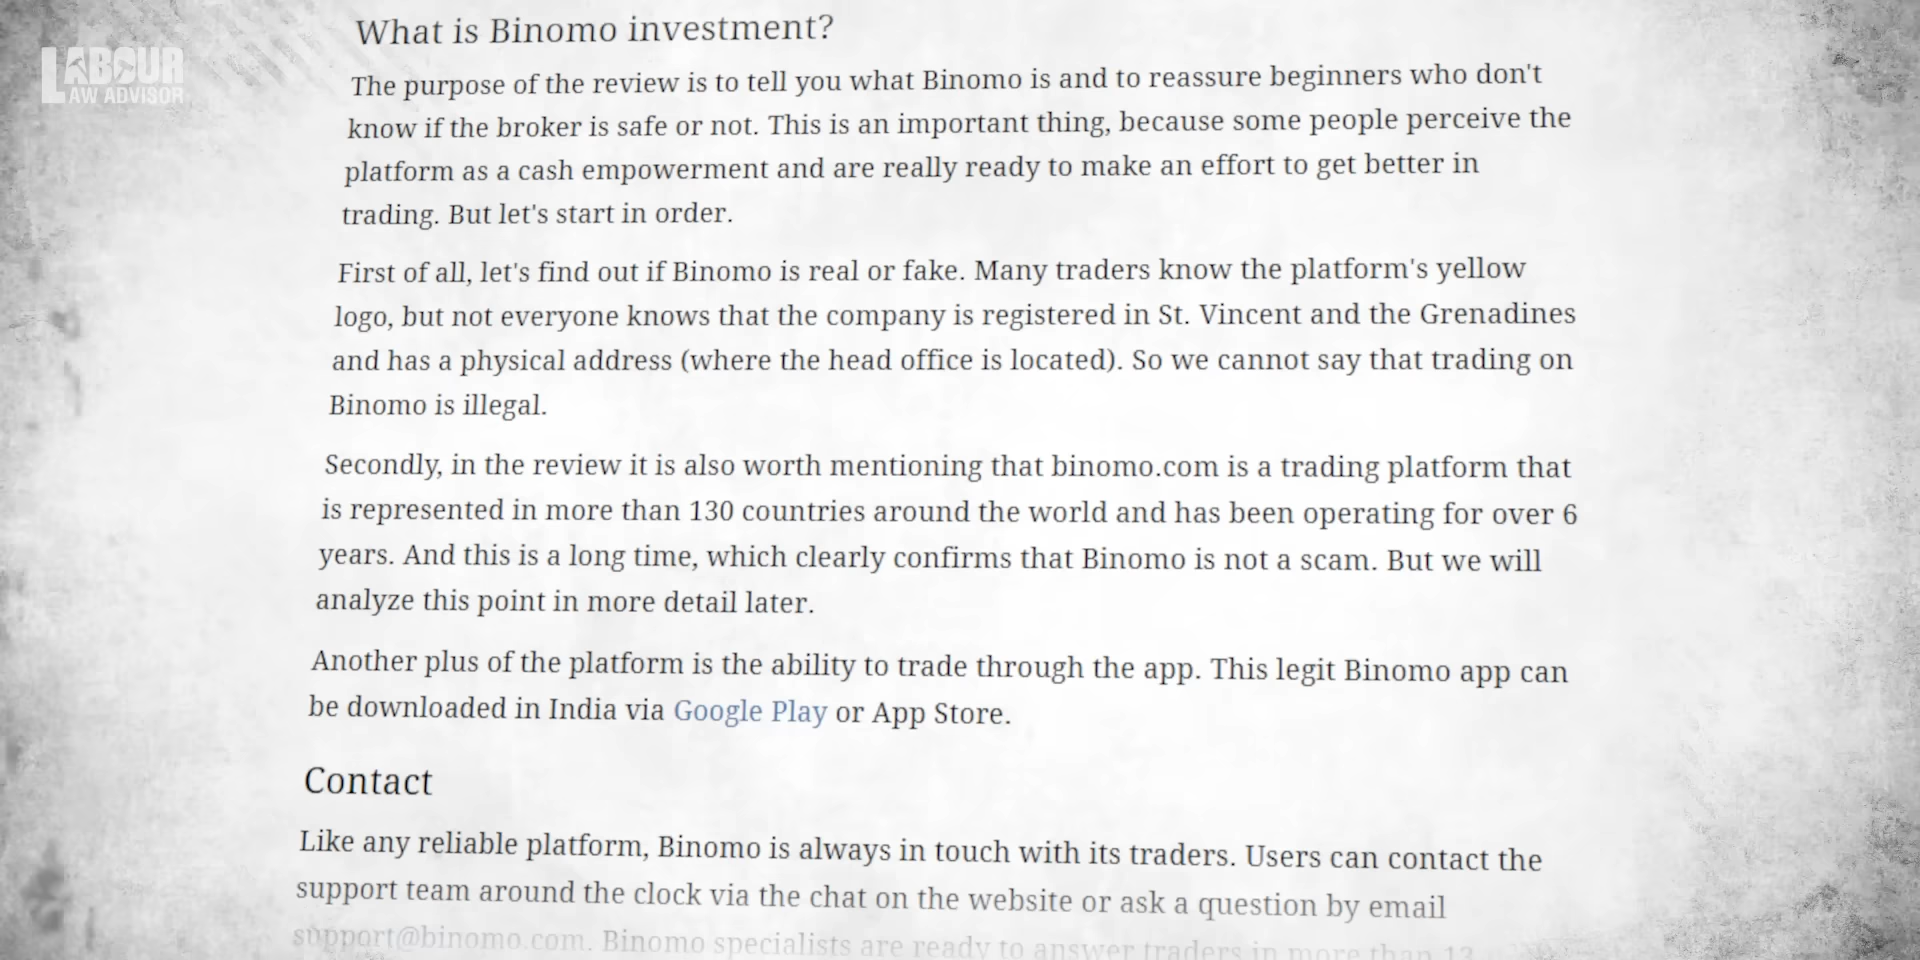 LABOUR
LAW ADVISOR
What is Binomo investment?
The purpose of the review is to tell you what Binomo is and to reassure beginners who don't
know if the broker is safe or not. This is an important thing, because some people perceive the
platform as a cash empowerment and are really ready to make an effort to get better in
trading. But let's start in order.
First of all, let's find out if Binomo is real or fake. Many traders know the platform's yellow
logo, but not everyone knows that the company is registered in St. Vincent and the Grenadines
and has a physical address (where the head office is located). So we cannot say that trading on
Binomo is illegal.
Secondly, in the review it is also worth mentioning that binomo.com is a trading platform that
is represented in more than 130 countries around the world and has been operating for over 6
years. And this is a long time, which clearly confirms that Binomo is not a scam. But we will
analyze this point in more detail later.
Another plus of the platform is the ability to trade through the app. This legit Binomo app can
be downloaded in India via Google Play or App Store.
Contact
Like any reliable platform, Binomo is always in touch with its traders. Users can contact the
support team around the clock via the chat on the website or ask a question by email
support@binomo.com. Binomo specialists are ready to answer traders in more than 13